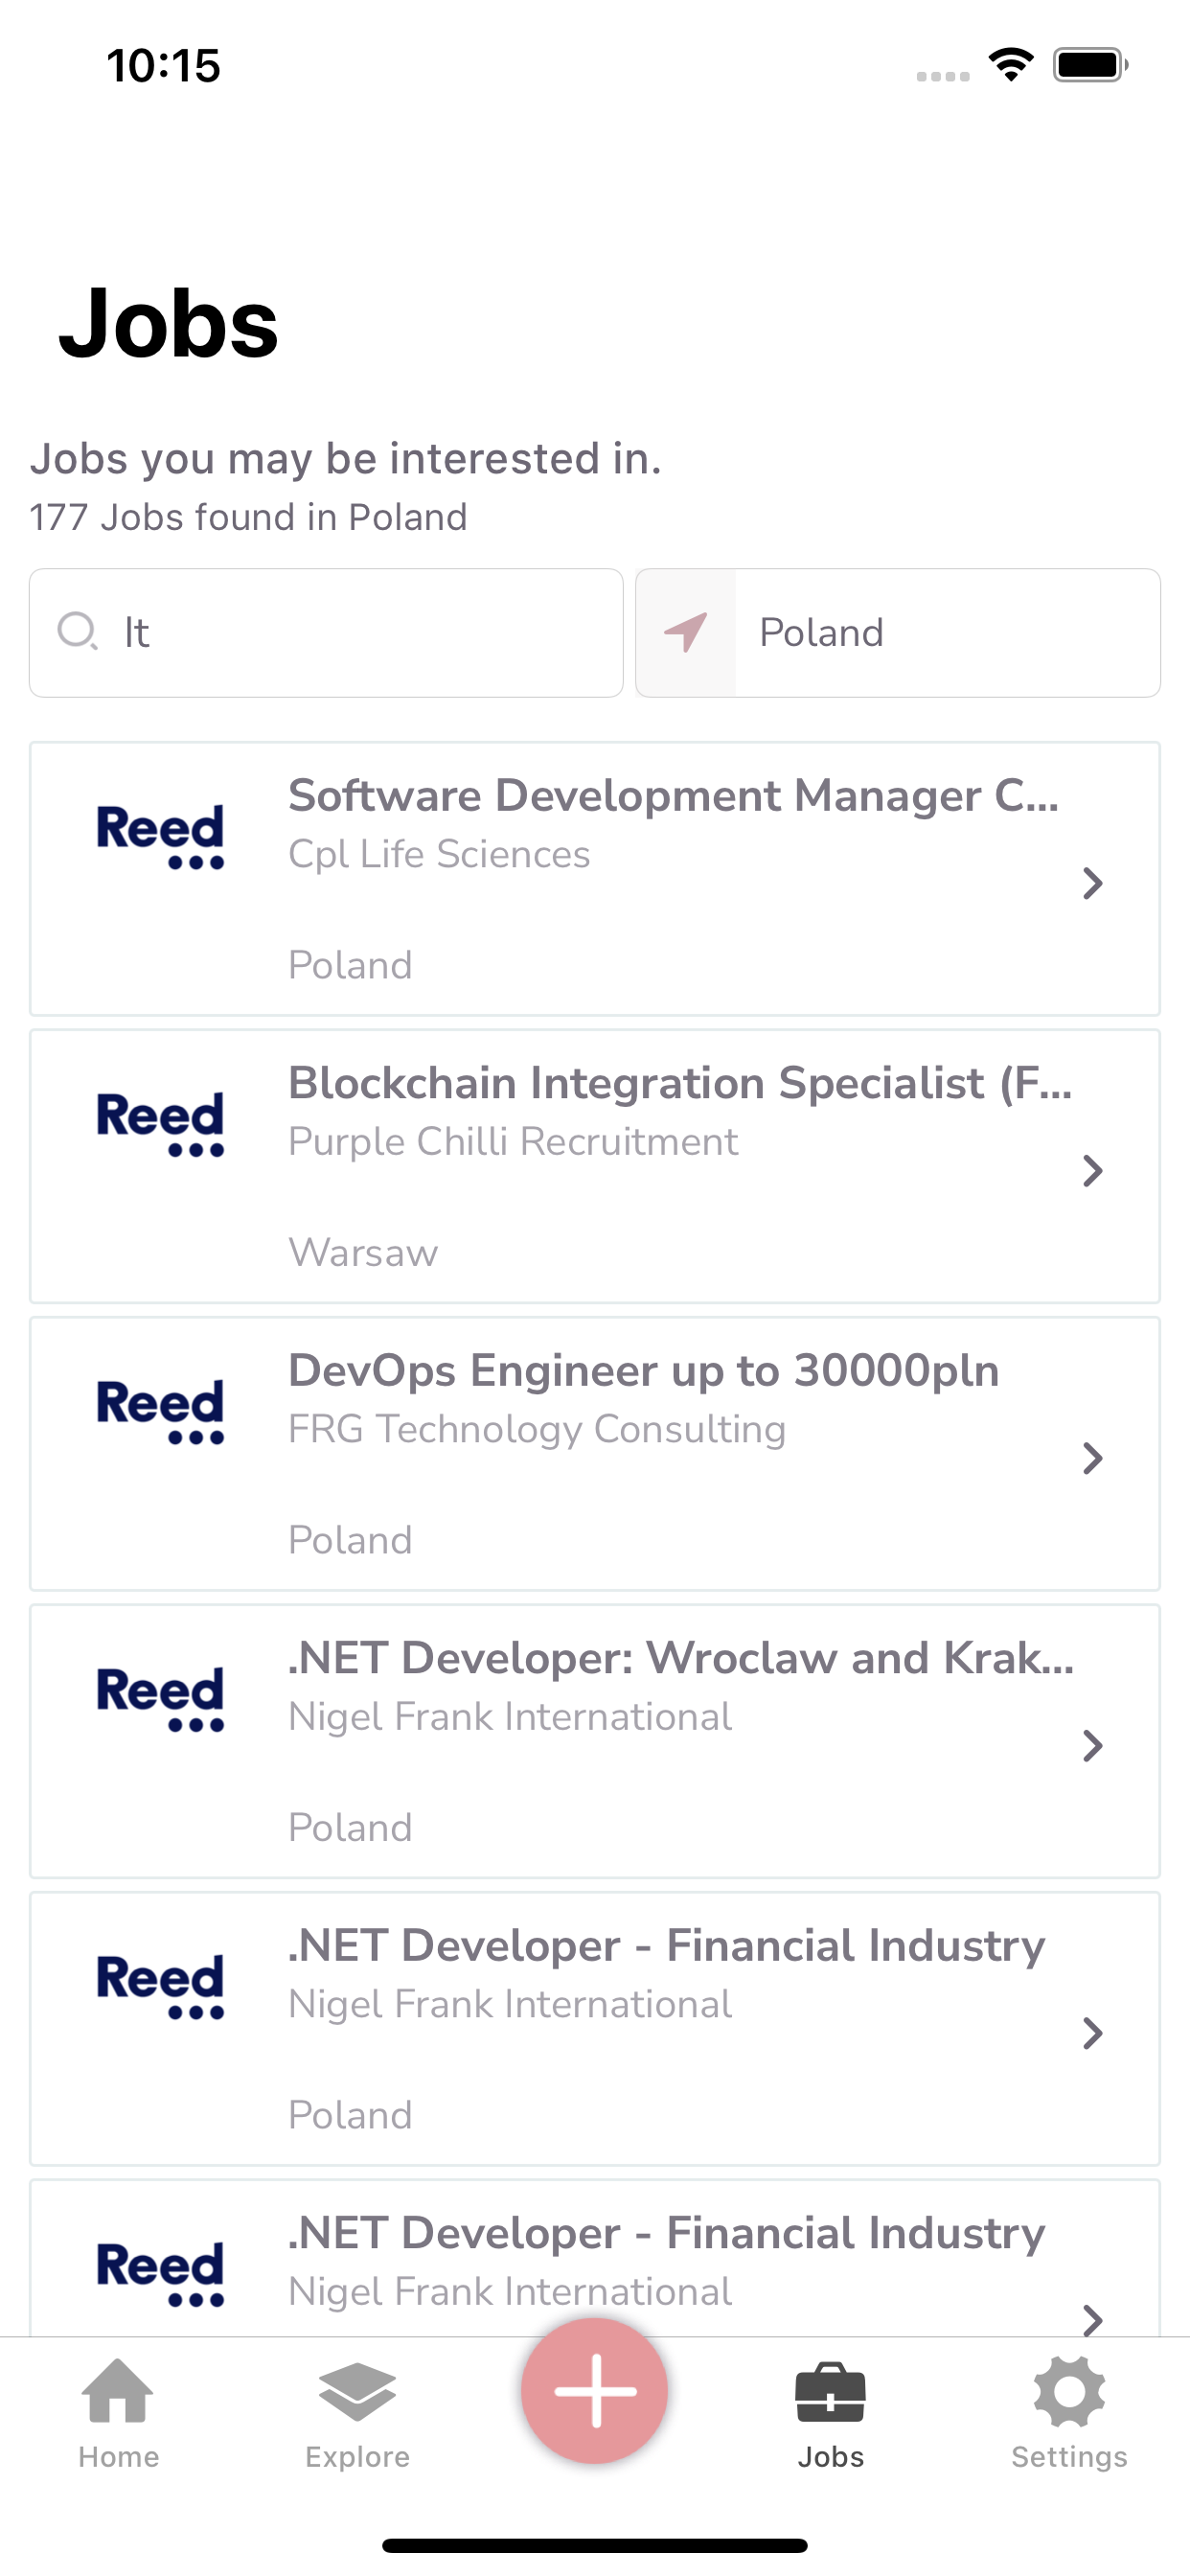 10:15
Jobs
Jobs you may be interested in.
177 Jobs found in Poland
It
Poland
Reed
Software Development Manager C...
Cpl Life Sciences
Poland
Reed
Blockchain Integration Specialist (F...
Purple Chilli Recruitment
Warsaw
Reed
DevOps Engineer up to 30000pln
FRG Technology Consulting
Poland
Reed
.NET Developer: Wroclaw and Krak...
Nigel Frank International
Poland
Reed
.NET Developer - Financial Industry
Nigel Frank International
Poland
Reed
.NET Developer - Financial Industry
Nigel Frank International
Home
Explore
Jobs
Settings